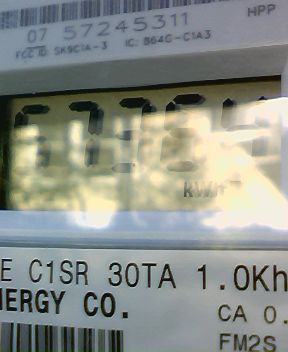 HPP
07 57245311
FCC ID: SK9C1A-3 IC: 864G-C1A3
kWH
E C1SR 30TA 1.0Kh
NERGY CO.
CA 0.
FM2S